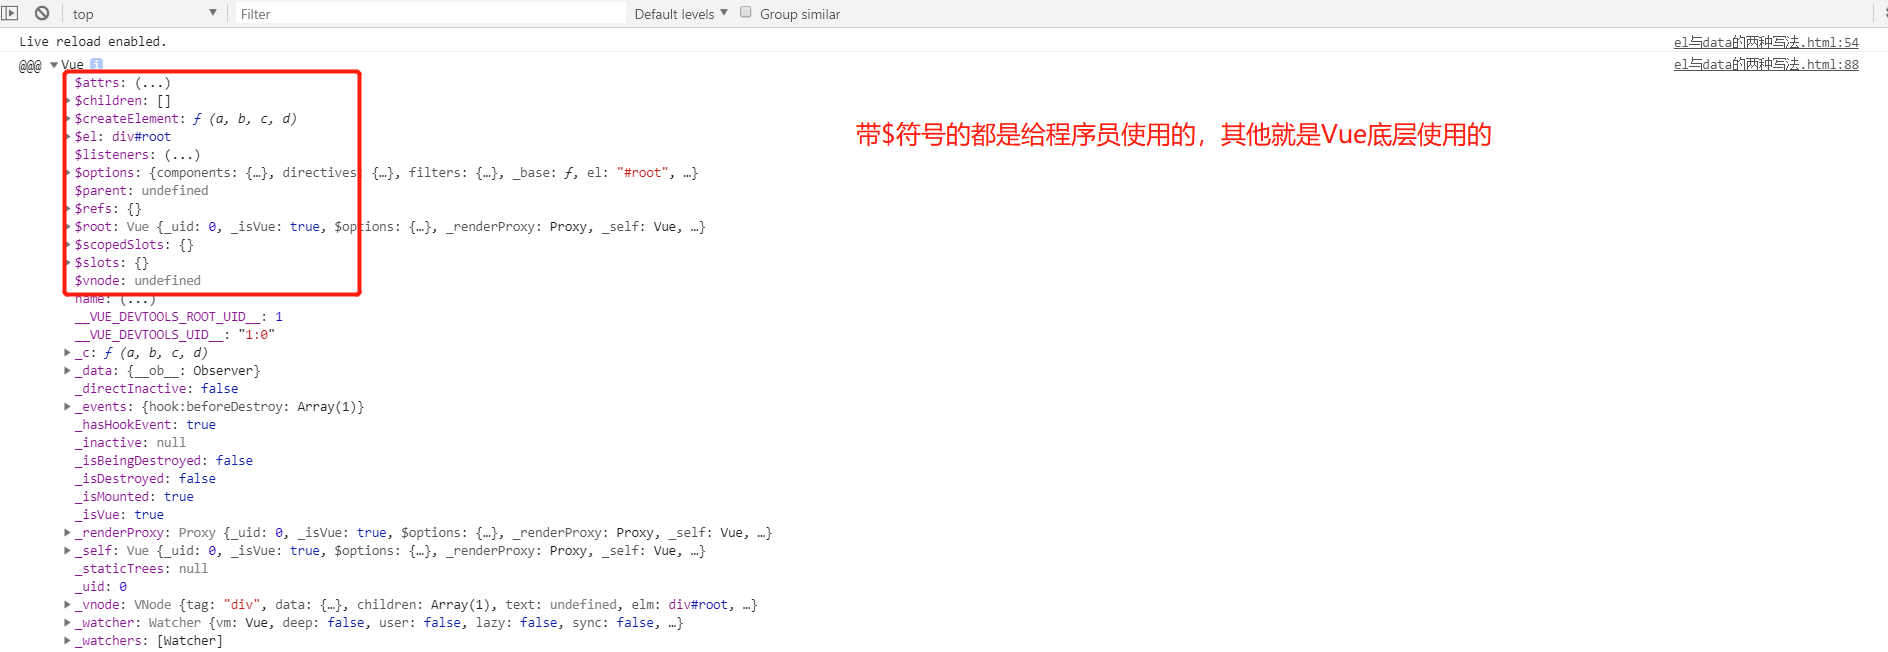 top Filter Default levels Group similar
Live reload enabled. el与data的两种写法.html:54
@@@ Vue i el与data的两种写法.html:88
$attrs: (...)
$children: []
$createElement: ƒ (a, b, c, d)
带$符号的都是给程序员使用的，其他就是Vue底层使用的
$el: div#root
$listeners: (...)
$options: {components: {…}, directives: {…}, filters: {…}, _base: ƒ, el: "#root", …}
$parent: undefined
$refs: {}
$root: Vue {_uid: 0, _isVue: true, $options: {…}, _renderProxy: Proxy, _self: Vue, …}
$scopedSlots: {}
$slots: {}
$vnode: undefined
name: (...)
__VUE_DEVTOOLS_ROOT_UID__: 1
__VUE_DEVTOOLS_UID__: "1:0"
_c: ƒ (a, b, c, d)
_data: {__ob__: Observer}
_directInactive: false
_events: {hook:beforeDestroy: Array(1)}
_hasHookEvent: true
_inactive: null
_isBeingDestroyed: false
_isDestroyed: false
_isMounted: true
_isVue: true
_renderProxy: Proxy {_uid: 0, _isVue: true, $options: {…}, _renderProxy: Proxy, _self: Vue, …}
_self: Vue {_uid: 0, _isVue: true, $options: {…}, _renderProxy: Proxy, _self: Vue, …}
_staticTrees: null
_uid: 0
_vnode: VNode {tag: "div", data: {…}, children: Array(1), text: undefined, elm: div#root, …}
_watcher: Watcher {vm: Vue, deep: false, user: false, lazy: false, sync: false, …}
_watchers: [Watcher]